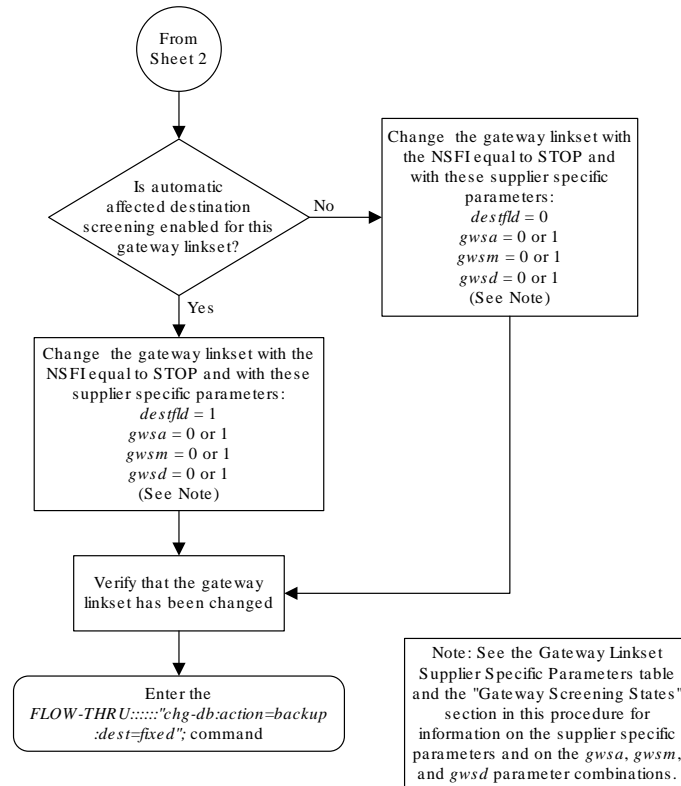 From
Sheet 2
Is automatic
affected destination
screening enabled for this
gateway linkset?
No
Yes
Change the gateway linkset with
the NSFI equal to STOP and
with these supplier specific
parameters:
destfld = 0
gwsa = 0 or 1
gwsm = 0 or 1
gwsd = 0 or 1
(See Note)
Change the gateway linkset with the
NSFI equal to STOP and with these
supplier specific parameters:
destfld = 1
gwsa = 0 or 1
gwsm = 0 or 1
gwsd = 0 or 1
(See Note)
Verify that the gateway
linkset has been changed
Enter the
FLOW-THRU::::::"chg-db:action=backup
:dest=fixed"; command
Note: See the Gateway Linkset
Supplier Specific Parameters table
and the "Gateway Screening States"
section in this procedure for
information on the supplier specific
parameters and on the gwsa, gwsm,
and gwsd parameter combinations.